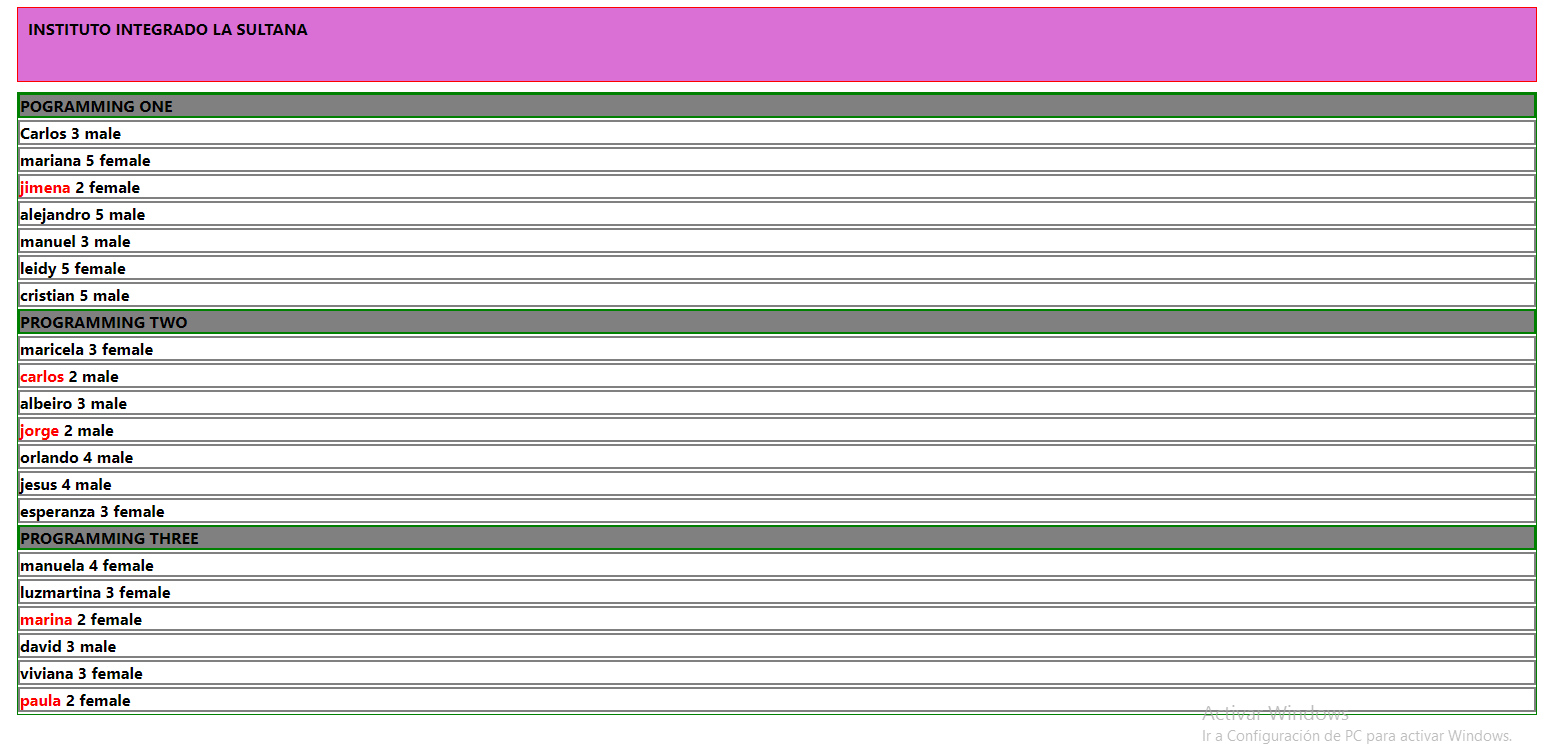 INSTITUTO INTEGRADO LA SULTANA
POGRAMMING ONE
Carlos 3 male
mariana 5 female
jimena 2 female
alejandro 5 male
manuel 3 male
leidy 5 female
cristian 5 male
PROGRAMMING TWO
maricela 3 female
carlos 2 male
albeiro 3 male
jorge 2 male
orlando 4 male
jesus 4 male
esperanza 3 female
PROGRAMMING THREE
manuela 4 female
luzmartina 3 female
marina 2 female
david 3 male
viviana 3 female
paula 2 female
Activar Windows
Ir a Configuración de PC para activar Windows.